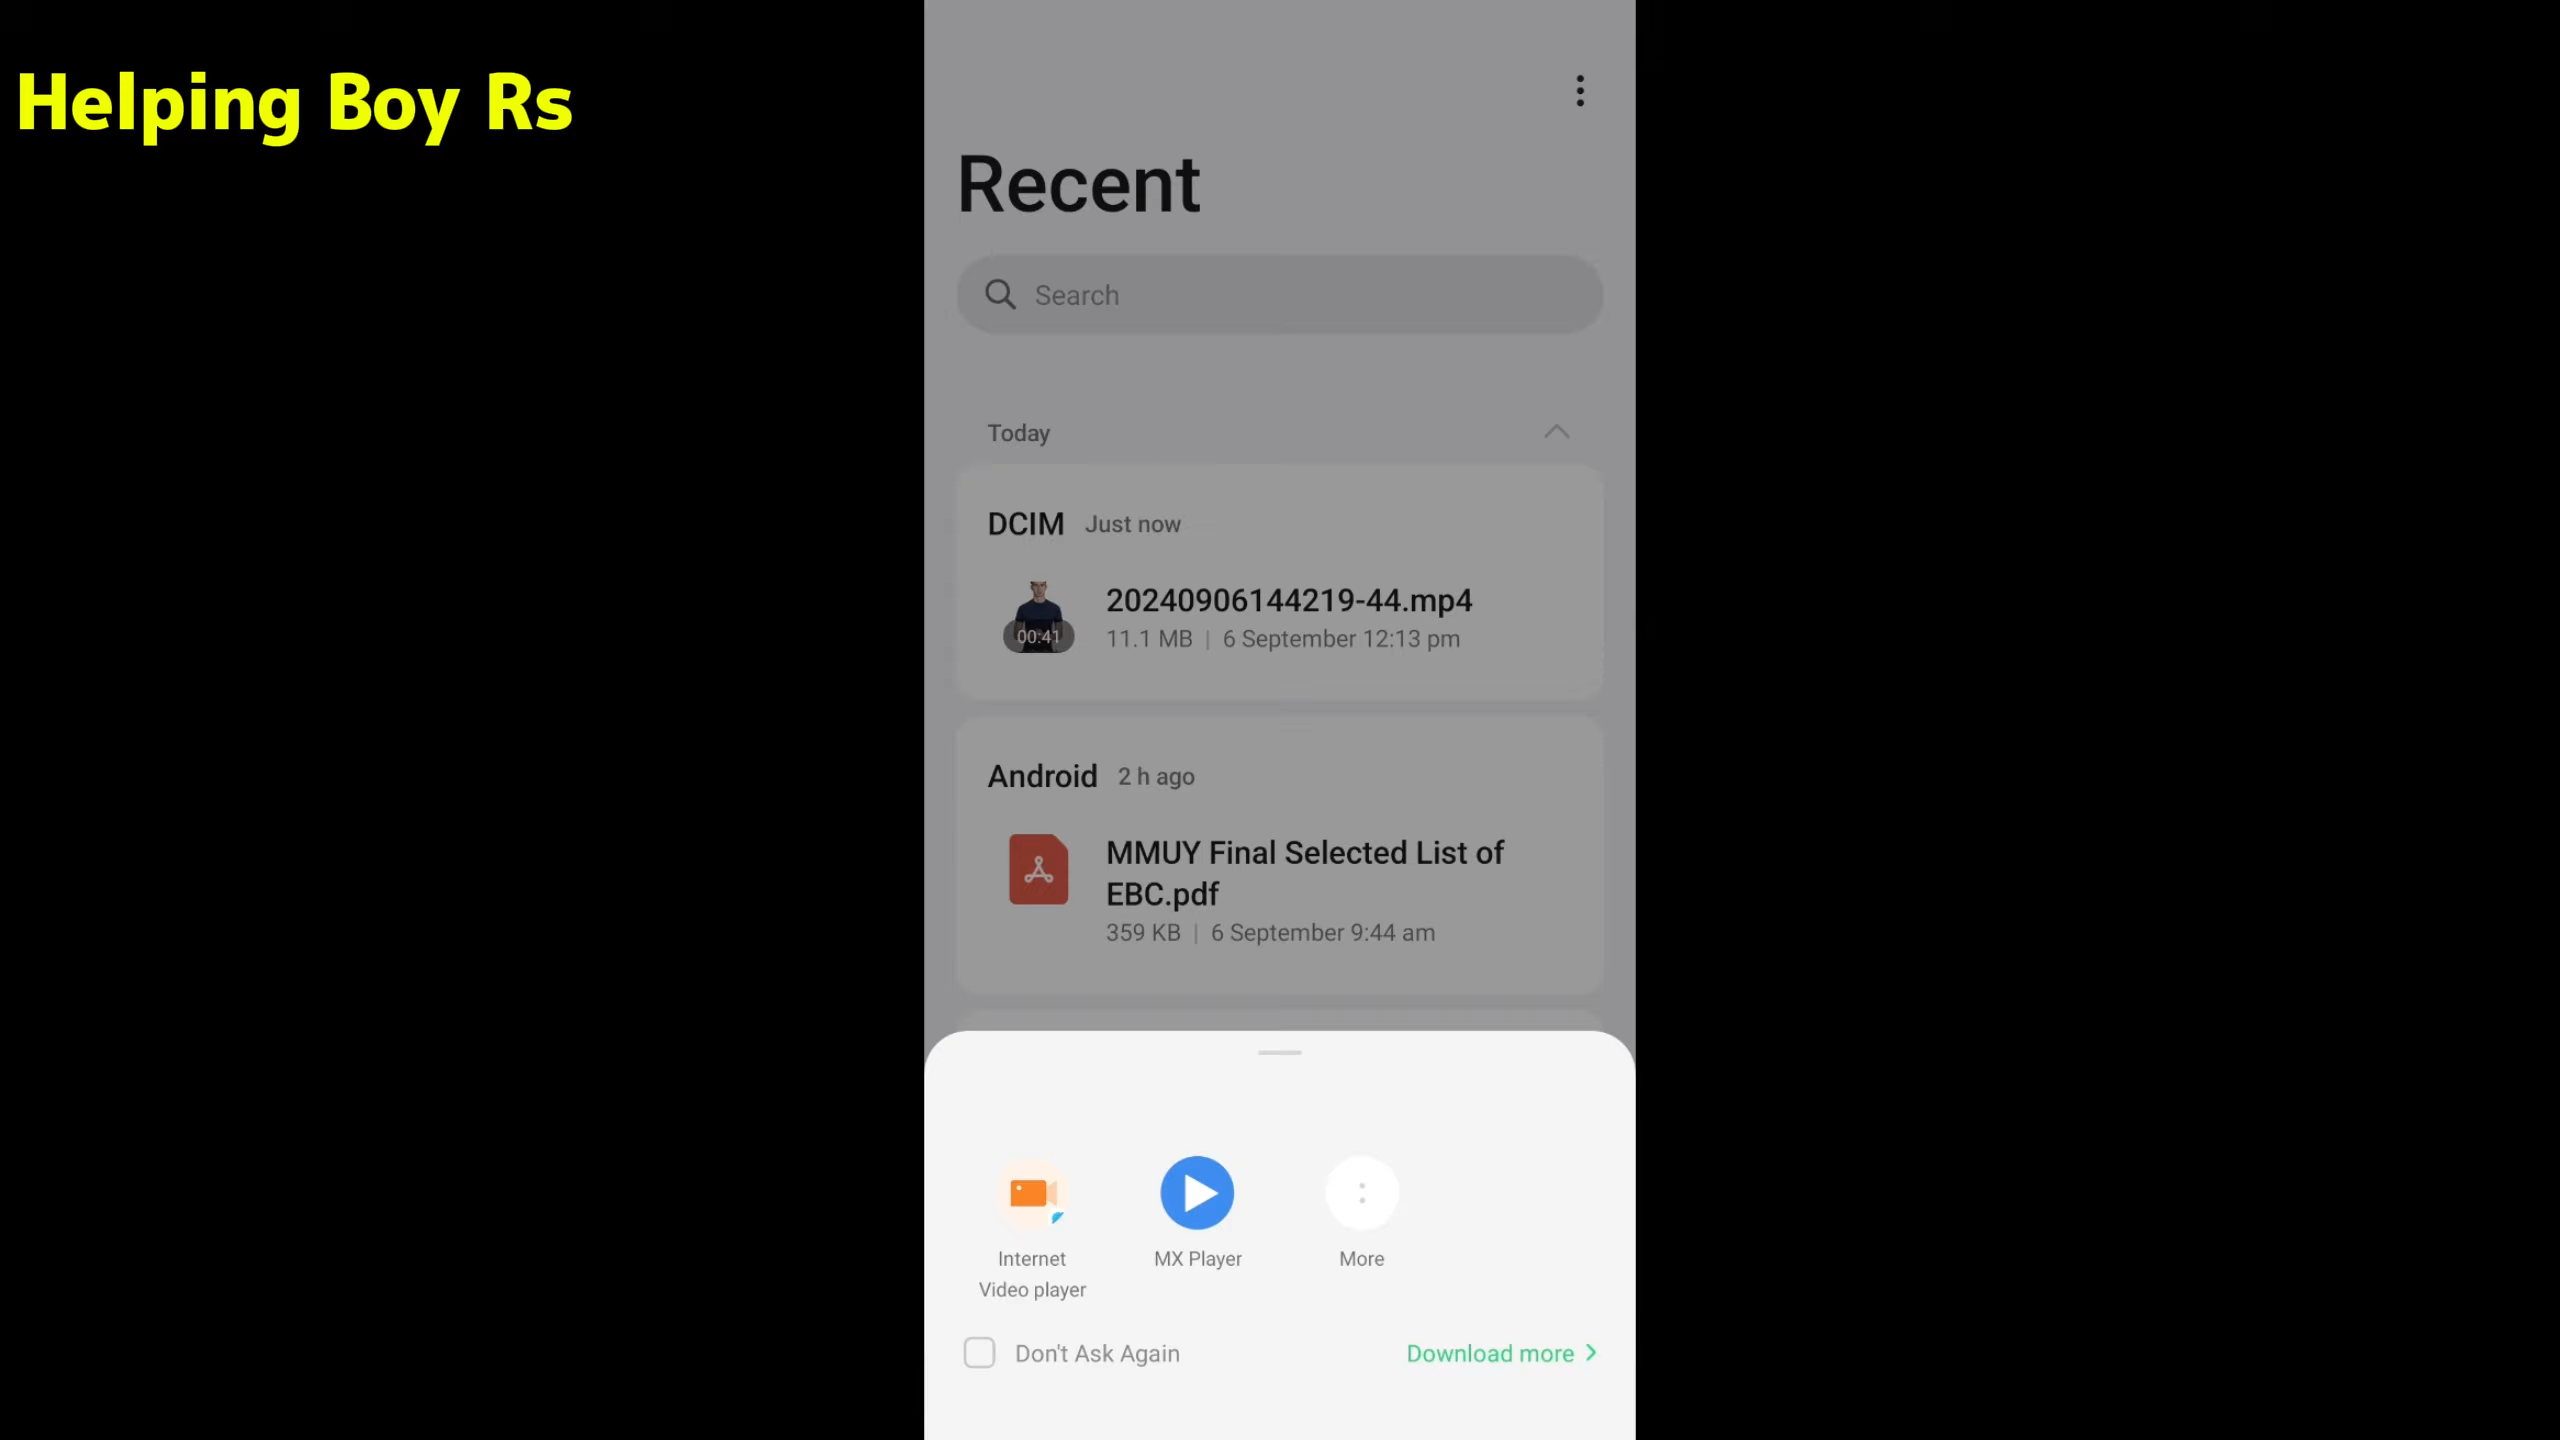 Helping Boy Rs
Recent
Search
Today
DCIM Just now
00:41
20240906144219-44.mp4
11.1 MB | 6 September 12:13 pm
Android 2 h ago
MMUY Final Selected List of
EBC.pdf
359 KB | 6 September 9:44 am
Internet
Video player
MX Player
More
Don't Ask Again
Download more